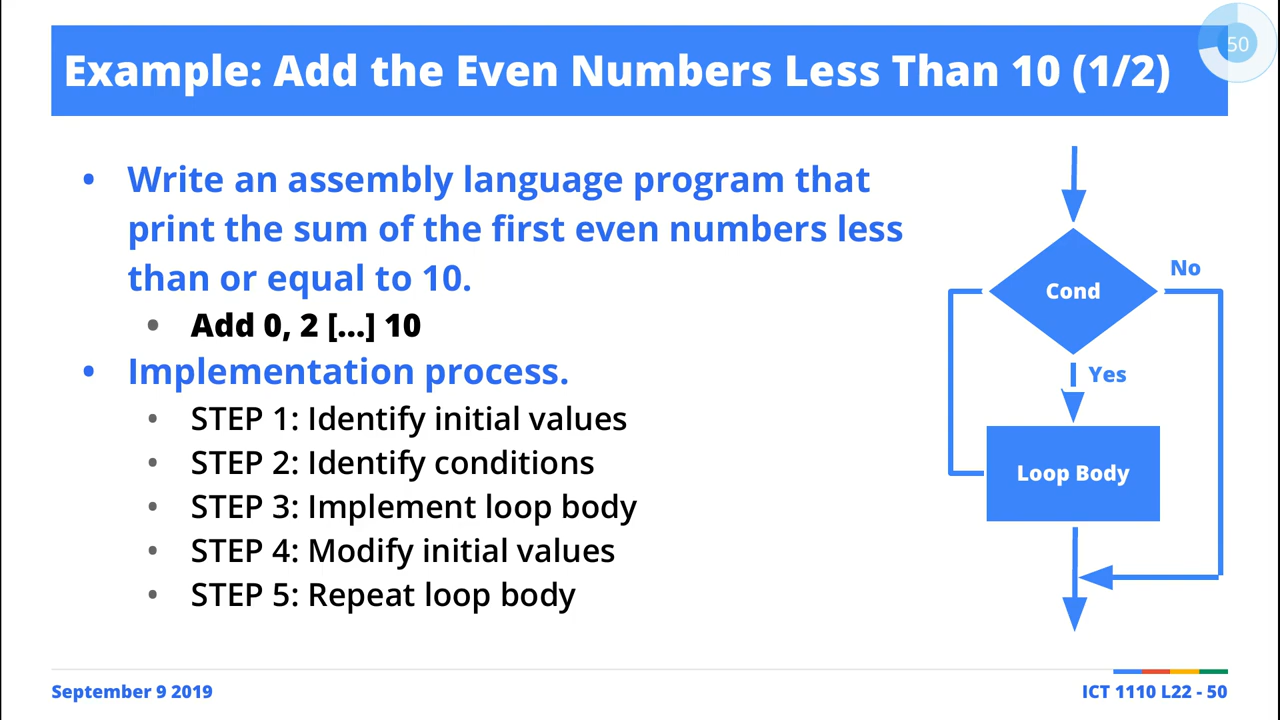 50
Example: Add the Even Numbers Less Than 10 (1/2)
• Write an assembly language program that
print the sum of the first even numbers less
than or equal to 10.
• Add 0, 2 [...] 10
• Implementation process.
• STEP 1: Identify initial values
• STEP 2: Identify conditions
• STEP 3: Implement loop body
• STEP 4: Modify initial values
• STEP 5: Repeat loop body
No
Cond
Yes
Loop Body
September 9 2019
ICT 1110 L22 - 50